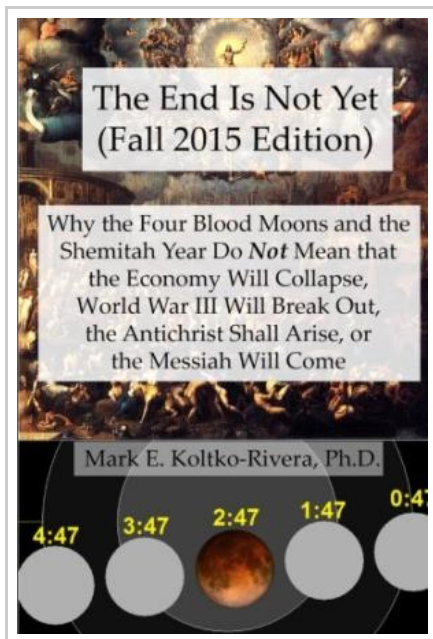 The End Is Not Yet
(Fall 2015 Edition)
Why the Four Blood Moons and the
Shemitah Year Do Not Mean that
the Economy Will Collapse,
World War III Will Break Out,
the Antichrist Shall Arise, or
the Messiah Will Come
Mark E. Koltko-Rivera, Ph.D.
4:47 3:47 2:47 1:47 0:47